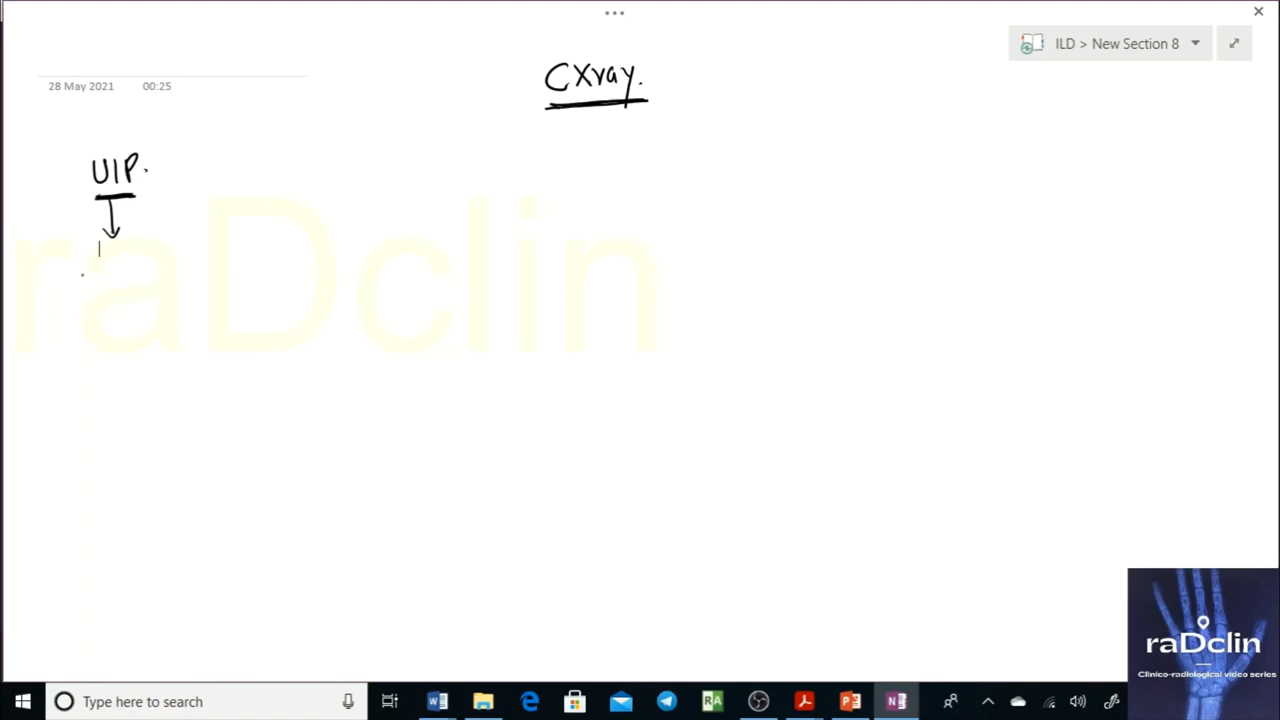 ILD > New Section 8
CXray.
28 May 2021 00:25
UIP.
raDclin
Type here to search
raDclin
Clinico-radiological video series